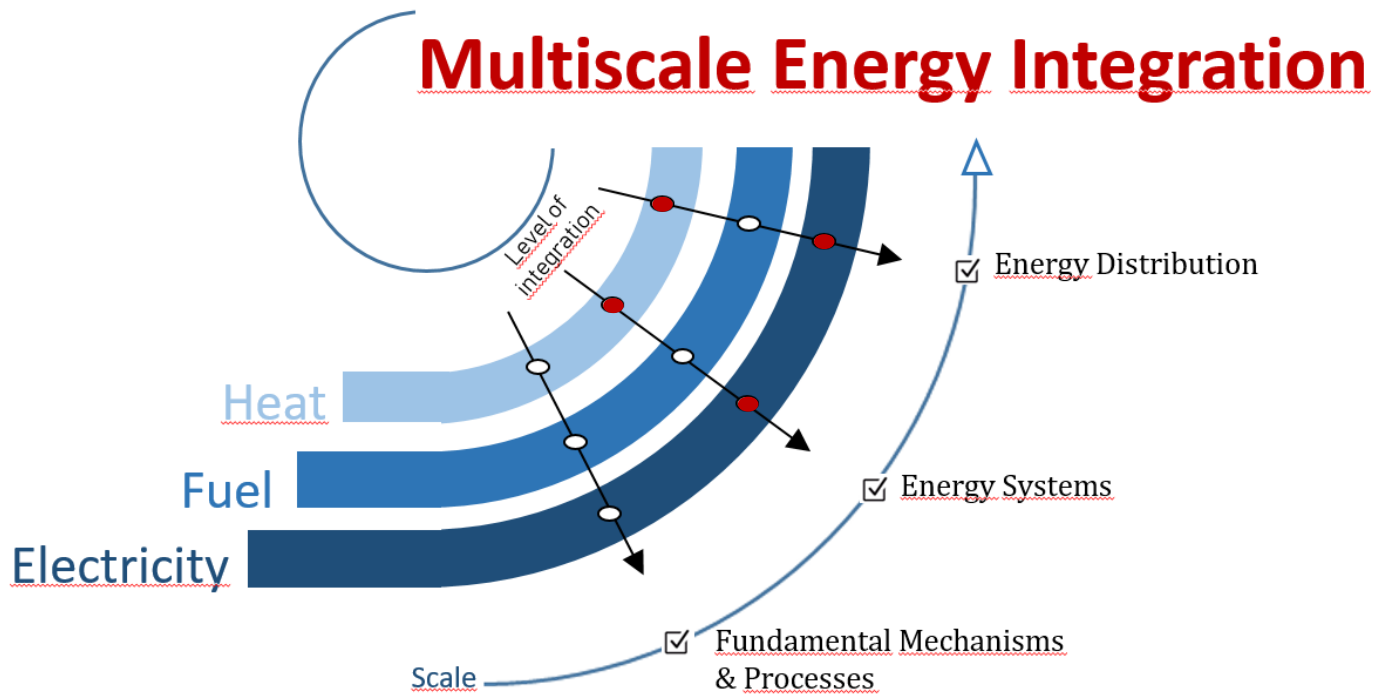 Multiscale Energy Integration
Level of
integration
Energy Distribution
Heat
Fuel
Energy Systems
Electricity
Fundamental Mechanisms
& Processes
Scale